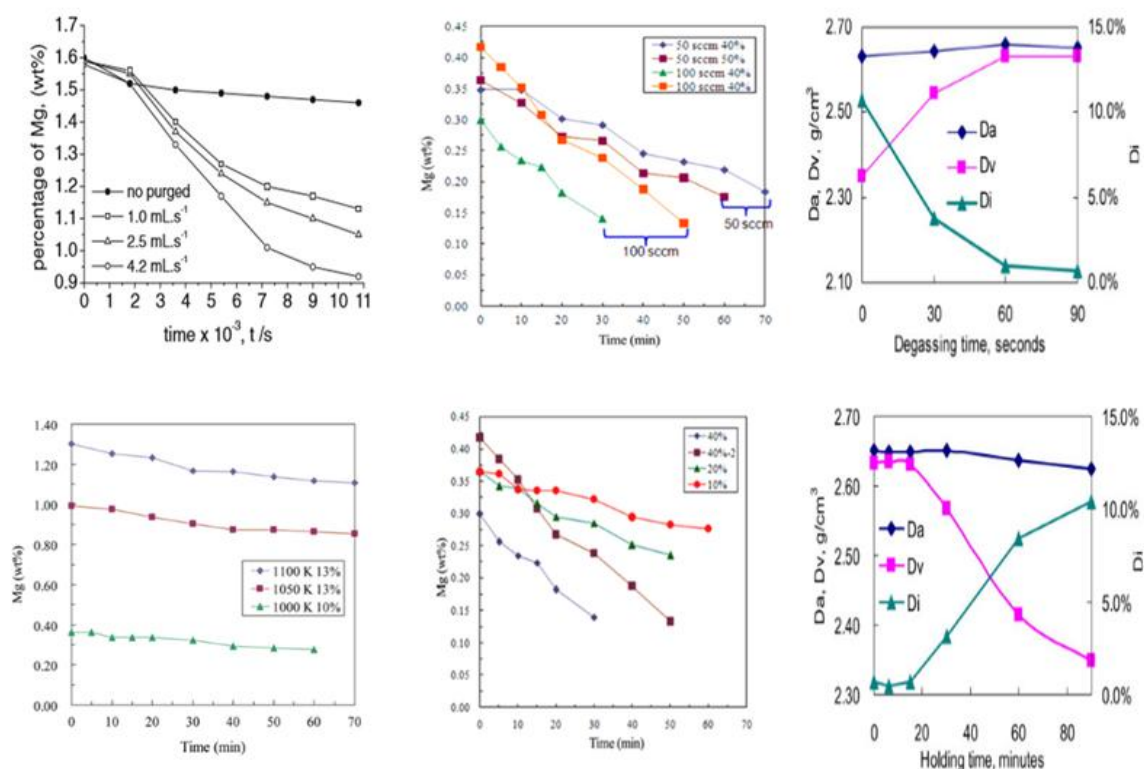 percentage of Mg, (wt%)
1.7
1.6
1.5
1.4
1.3
1.2
1.1
1.0
0.9
no purged
1.0 mL.s⁻¹
2.5 mL.s⁻¹
4.2 mL.s⁻¹
0 1 2 3 4 5 6 7 8 9 10 11
time x 10⁻³, t /s
Mg (wt%)
0.45
0.40
0.35
0.30
0.25
0.20
0.15
0.10
0.05
0.00
50 sccm 40%
50 sccm 50%
100 sccm 40%
100 sccm 40%
50 sccm
100 sccm
0 10 20 30 40 50 60 70
Time (min)
Da, Dv, g/cm³
2.70
2.50
2.30
2.10
Da
Dv
Di
15.0%
10.0%
5.0%
0.0%
Di
0 30 60 90
Degassing time, seconds
Mg (wt%)
1.40
1.20
1.00
0.80
0.60
0.40
0.20
0.00
1100 K 13%
1050 K 13%
1000 K 10%
0 10 20 30 40 50 60 70
Time (min)
Mg (wt%)
0.45
0.40
0.35
0.30
0.25
0.20
0.15
0.10
0.05
0.00
40%
40%-2
20%
10%
0 10 20 30 40 50 60 70
Time (min)
Da, Dv, g/cm³
2.70
2.60
2.50
2.40
2.30
Da
Dv
Di
15.0%
10.0%
5.0%
0.0%
Di
0 30 60 90
Holding time, minutes